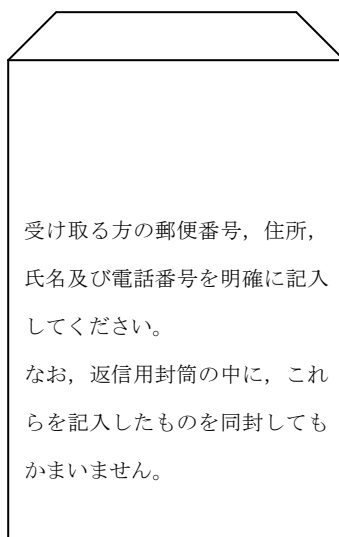 受け取る方の郵便番号，住所，
氏名及び電話番号を明確に記入
してください。
なお，返信用封筒の中に，これ
らを記入したものを同封しても
かまいません。